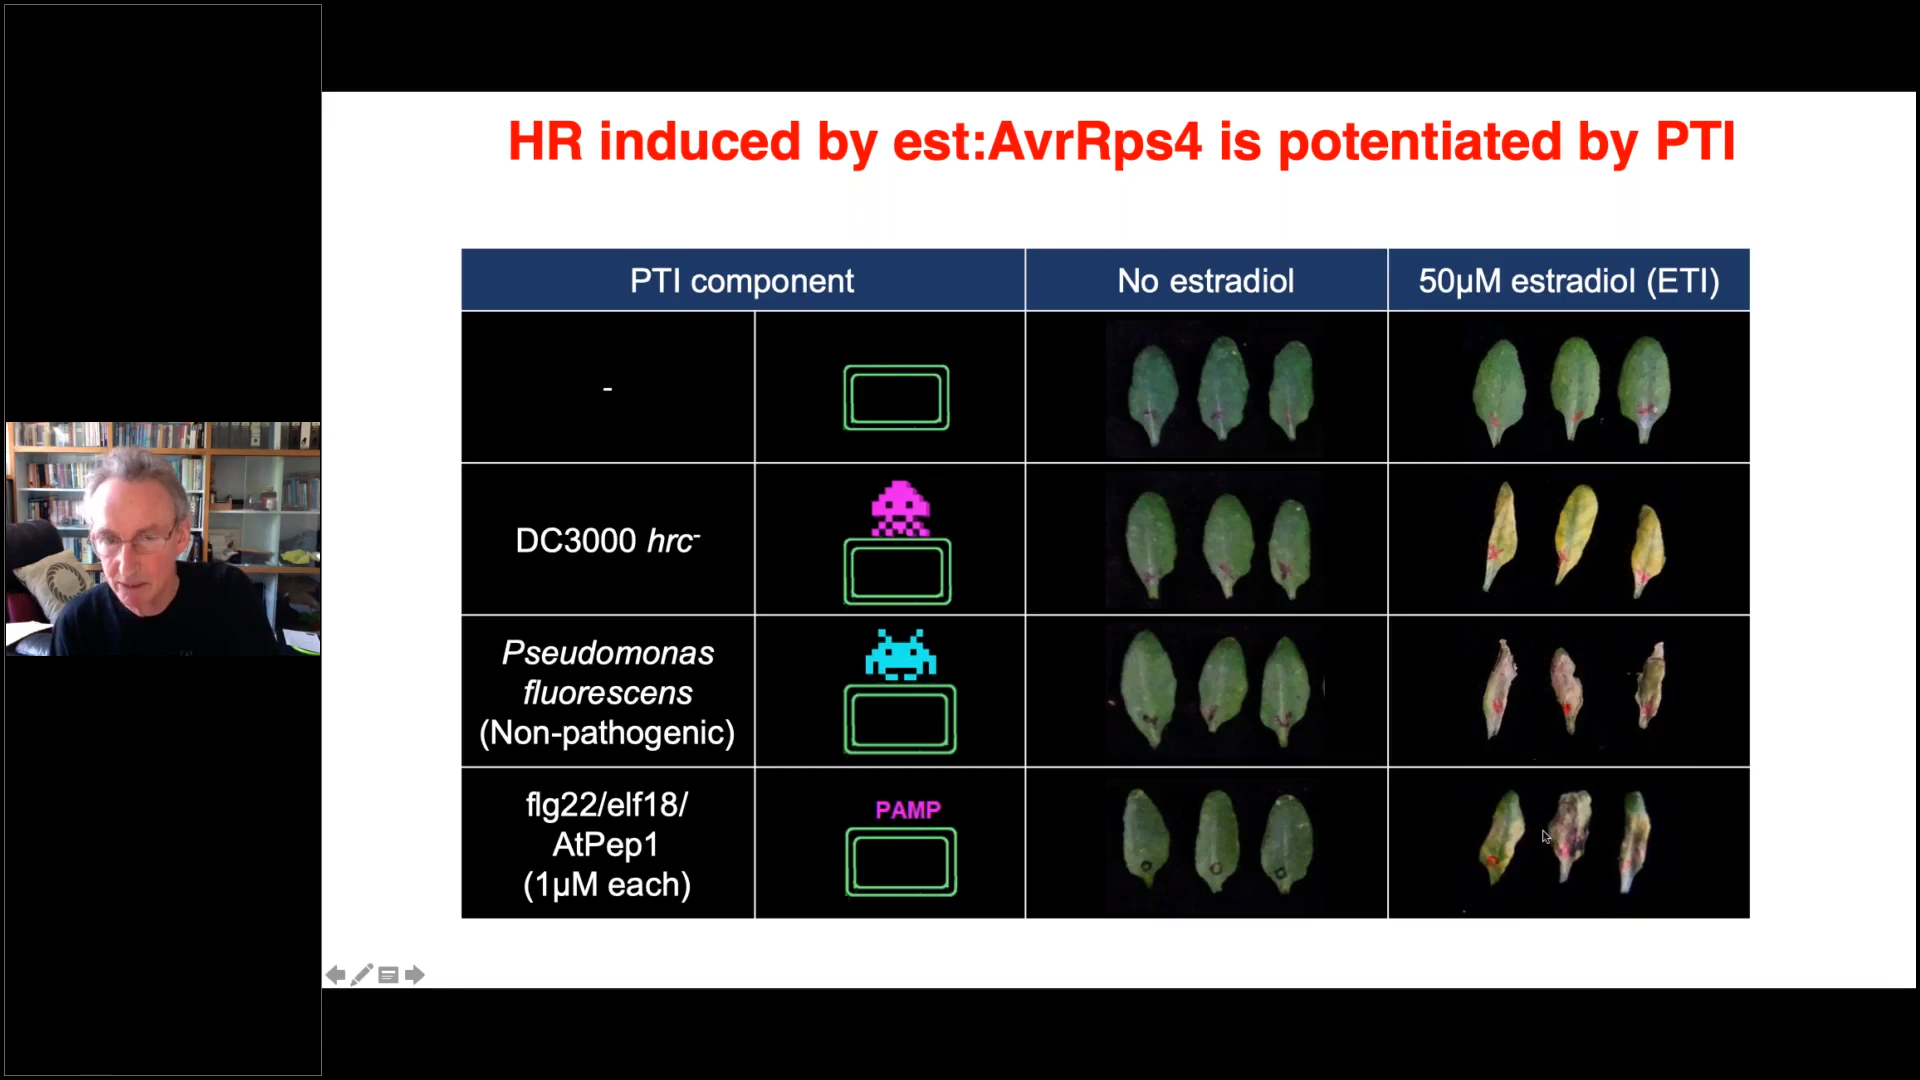 HR induced by est:AvrRps4 is potentiated by PTI
PTI component
No estradiol
50µM estradiol (ETI)
-
DC3000 hrc-
Pseudomonas
fluorescens
(Non-pathogenic)
flg22/elf18/
AtPep1
(1µM each)
PAMP